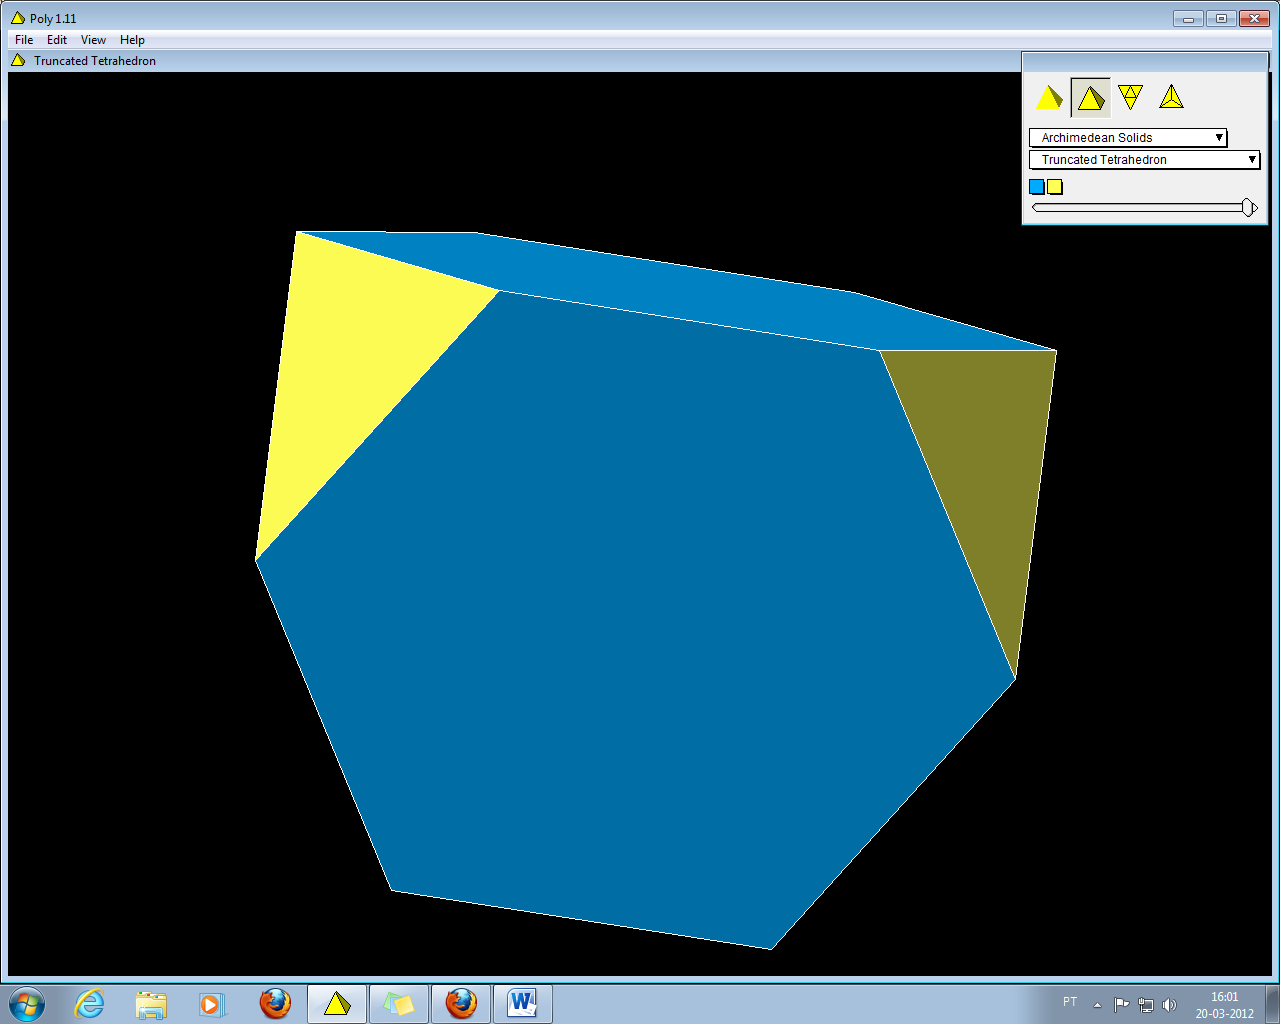 Poly 1.11
File Edit View Help
Truncated Tetrahedron
Archimedean Solids
Truncated Tetrahedron
PT
16:01
20-03-2012